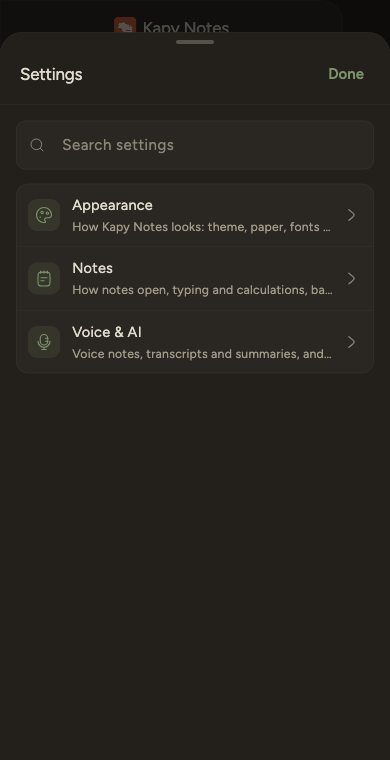 Kapy Notes
Settings
Done
Search settings
Appearance
How Kapy Notes looks: theme, paper, fonts ...
Notes
How notes open, typing and calculations, ba...
Voice & AI
Voice notes, transcripts and summaries, and...